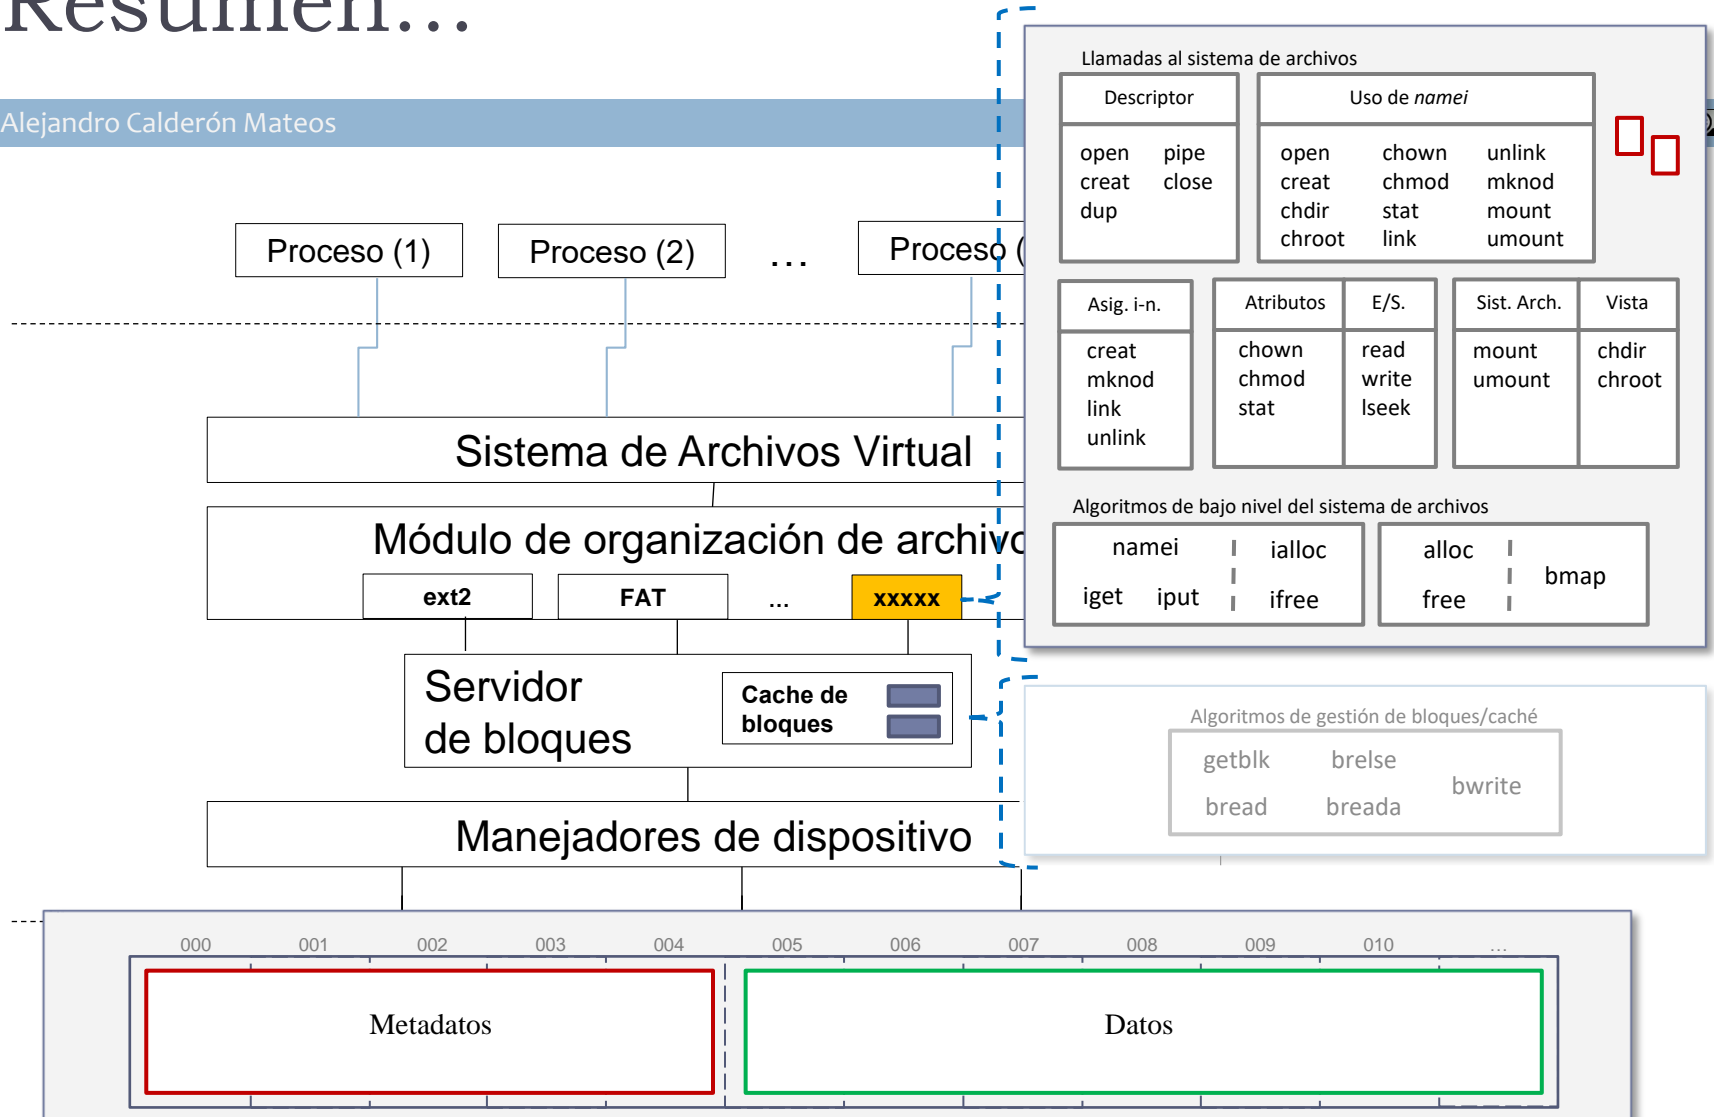 Resumen...
Alejandro Calderón Mateos
Llamadas al sistema de archivos
Descriptor
open pipe
creat close
dup
Uso de namei
open chown unlink
creat chmod mknod
chdir stat mount
chroot link umount
Asig. i-n.
creat
mknod
link
unlink
Atributos
chown
chmod
stat
E/S.
read
write
lseek
Sist. Arch.
mount
umount
Vista
chdir
chroot
Algoritmos de bajo nivel del sistema de archivos
namei ialloc
iget iput ifree
alloc
free
bmap
Proceso (1)
Proceso (2)
...
Proceso (
Sistema de Archivos Virtual
Módulo de organización de archivo
ext2
FAT
...
xxxxx
Servidor
de bloques
Cache de
bloques
Algoritmos de gestión de bloques/caché
getblk brelse
bwrite
bread breada
Manejadores de dispositivo
000 001 002 003 004 005 006 007 008 009 010 ...
Metadatos
Datos